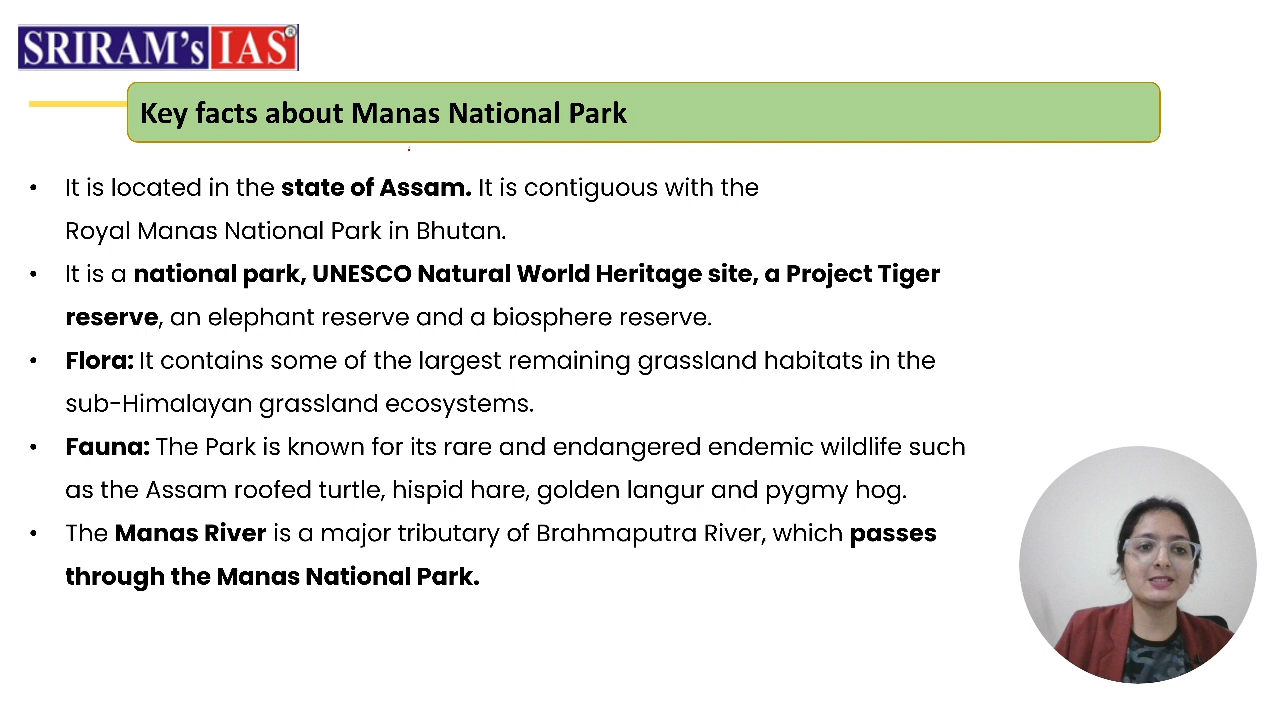 SRIRAM's IAS®
Key facts about Manas National Park
• It is located in the state of Assam. It is contiguous with the
Royal Manas National Park in Bhutan.
• It is a national park, UNESCO Natural World Heritage site, a Project Tiger
reserve, an elephant reserve and a biosphere reserve.
• Flora: It contains some of the largest remaining grassland habitats in the
sub-Himalayan grassland ecosystems.
• Fauna: The Park is known for its rare and endangered endemic wildlife such
as the Assam roofed turtle, hispid hare, golden langur and pygmy hog.
• The Manas River is a major tributary of Brahmaputra River, which passes
through the Manas National Park.